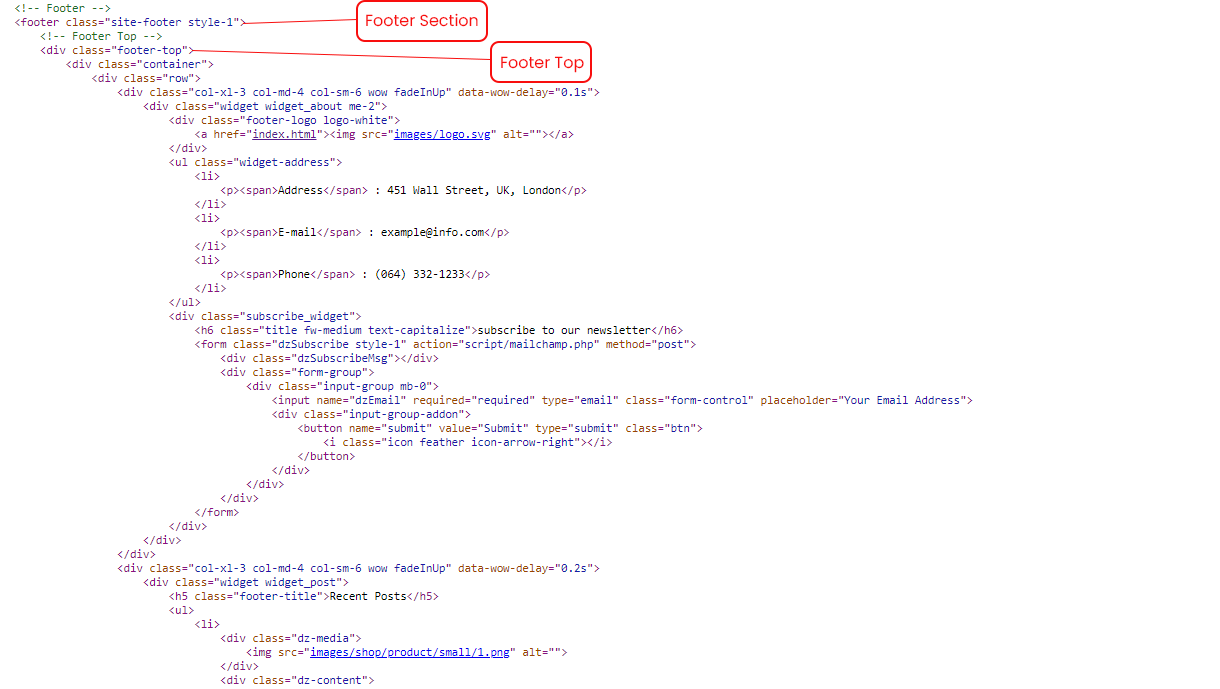 <!-- Footer -->
<footer class="site-footer style-1">
Footer Section
<!-- Footer Top -->
<div class="footer-top">
Footer Top
<div class="container">
<div class="row">
<div class="col-xl-3 col-md-4 col-sm-6 wow fadeInUp" data-wow-delay="0.1s">
<div class="widget widget_about me-2">
<div class="footer-logo logo-white">
<a href="index.html"><img src="images/logo.svg" alt=""></a>
</div>
<ul class="widget-address">
<li>
<p><span>Address</span> : 451 Wall Street, UK, London</p>
</li>
<li>
<p><span>E-mail</span> : example@info.com</p>
</li>
<li>
<p><span>Phone</span> : (064) 332-1233</p>
</li>
</ul>
<div class="subscribe_widget">
<h6 class="title fw-medium text-capitalize">subscribe to our newsletter</h6>
<form class="dzSubscribe style-1" action="script/mailchamp.php" method="post">
<div class="dzSubscribeMsg"></div>
<div class="form-group">
<div class="input-group mb-0">
<input name="dzEmail" required="required" type="email" class="form-control" placeholder="Your Email Address">
<div class="input-group-addon">
<button name="submit" value="Submit" type="submit" class="btn">
<i class="icon feather icon-arrow-right"></i>
</button>
</div>
</div>
</div>
</form>
</div>
</div>
</div>
<div class="col-xl-3 col-md-4 col-sm-6 wow fadeInUp" data-wow-delay="0.2s">
<div class="widget widget_post">
<h5 class="footer-title">Recent Posts</h5>
<ul>
<li>
<div class="dz-media">
<img src="images/shop/product/small/1.png" alt="">
</div>
<div class="dz-content">